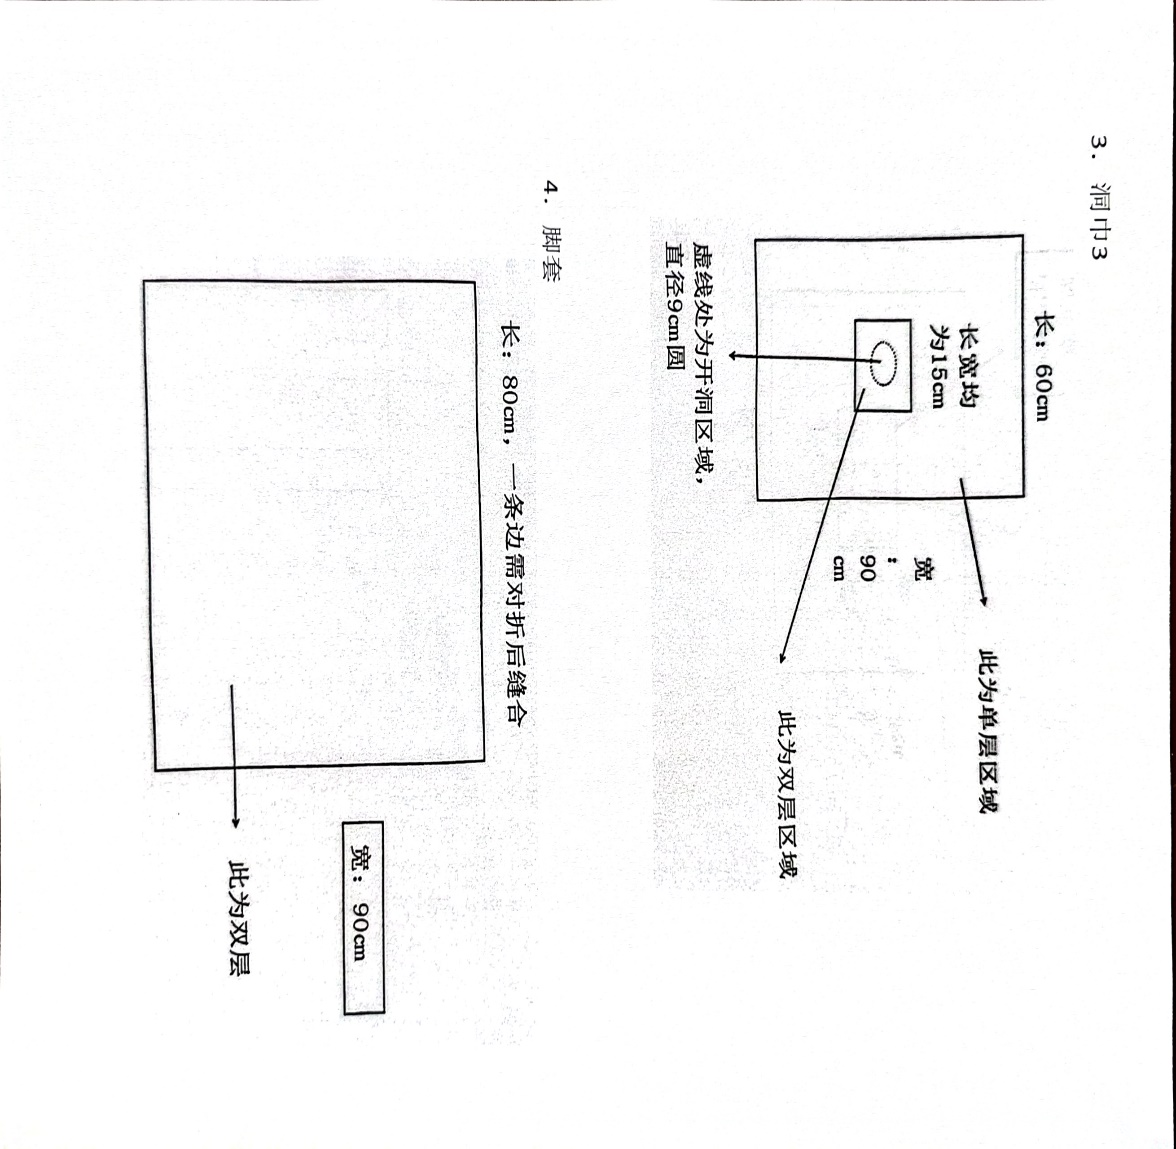 3. 洞巾3
长：60cm
长宽均
为15cm
宽
：
90
cm
此为单层区域
此为双层区域
虚线处为开洞区域，
直径9cm圆
4. 脚套
长：80cm，一条边需对折后缝合
宽：90cm
此为双层